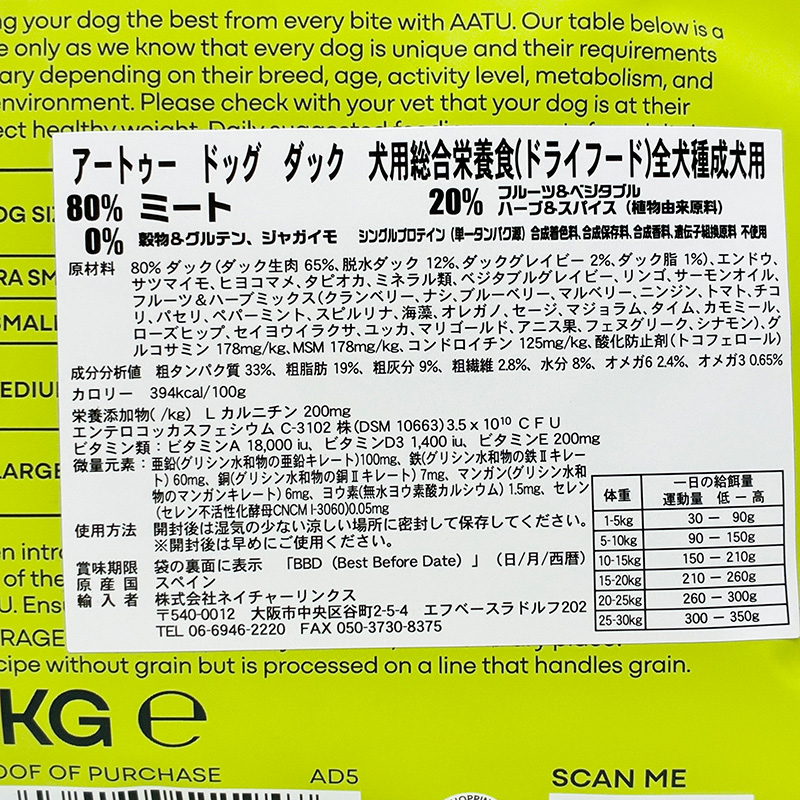 g your dog the best from every bite with AATU. Our table below is a
e only as we know that every dog is unique and their requirements
ary depending on their breed, age, activity level, metabolism, and
nvironment. Please check with your vet that your dog is at their
ect healthy weight. Daily suggested
アートゥー ドッグ ダック 犬用総合栄養食(ドライフード)全犬種成犬用
80% ミート 20% フルーツ&ベジタブル
ハーブ&スパイス (植物由来原料)
0% 穀物&グルテン、ジャガイモ シングルプロテイン (単一タンパク源) 合成着色料、合成保存料、合成香料、遺伝子組換原料 不使用
原材料 80% ダック(ダック生肉 65%、脱水ダック 12%、ダックグレイビー 2%、ダック脂 1%)、エンドウ、
サツマイモ、ヒヨコマメ、タピオカ、ミネラル類、ベジタブルグレイビー、リンゴ、サーモンオイル、
フルーツ&ハーブミックス(クランベリー、ナシ、ブルーベリー、マルベリー、ニンジン、トマト、チコ
リ、パセリ、ペパーミント、スピルリナ、海藻、オレガノ、セージ、マジョラム、タイム、カモミール、
ローズヒップ、セイヨウイラクサ、ユッカ、マリゴールド、アニス果、フェヌグリーク、シナモン)、グ
ルコサミン 178mg/kg、MSM 178mg/kg、コンドロイチン 125mg/kg、酸化防止剤(トコフェロール)
成分分析値 粗タンパク質 33%、粗脂肪 19%、粗灰分 9%、粗繊維 2.8%、水分 8%、オメガ6 2.4%、オメガ3 0.65%
カロリー 394kcal/100g
栄養添加物( /kg) L カルニチン 200mg
エンテロコッカスフェシウム C-3102 株(DSM 10663)3.5 x 10¹⁰ CFU
ビタミン類:ビタミンA 18,000 iu、ビタミンD3 1,400 iu、ビタミンE 200mg
微量元素:亜鉛(グリシン水和物の亜鉛キレート)100mg、鉄(グリシン水和物の鉄Ⅱキレー
ト) 60mg、銅(グリシン水和物の銅Ⅱキレート) 7mg、マンガン(グリシン水和
物のマンガンキレート) 6mg、ヨウ素(無水ヨウ素酸カルシウム) 1.5mg、セレン
(セレン不活性化酵母CNCM I-3060)0.05mg
使用方法 開封後は湿気の少ない涼しい場所に密封して保存してください。
※開封後は早めにご使用ください。
賞味期限 袋の裏面に表示 「BBD (Best Before Date) 」 (日/月/西暦)
原産国 スペイン
輸入者 株式会社ネイチャーリンクス
〒540-0012 大阪市中央区谷町2-5-4 エフベースラドルフ202
TEL 06-6946-2220 FAX 050-3730-8375
体重 一日の給餌量
運動量 低 ー 高
1-5kg 30 ー 90g
5-10kg 90 ー 150g
10-15kg 150 ー 210g
15-20kg 210 ー 260g
20-25kg 260 ー 300g
25-30kg 300 ー 350g
OG SI
RA SM
SMALL
EDIU
LARGE
n intro
of the
U. Ensu
RAGE
cipe without grain but is processed on a line that handles grain.
KG ℮
OOF OF PURCHASE AD5
SCAN ME